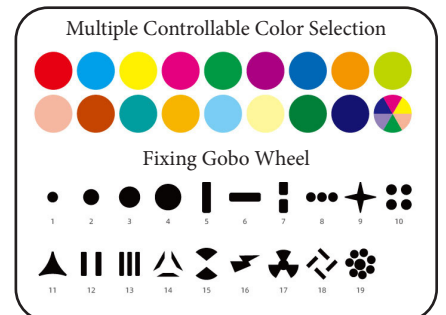 Multiple Controllable Color Selection
Fixing Gobo Wheel
1 2 3 4 5 6 7 8 9 10
11 12 13 14 15 16 17 18 19